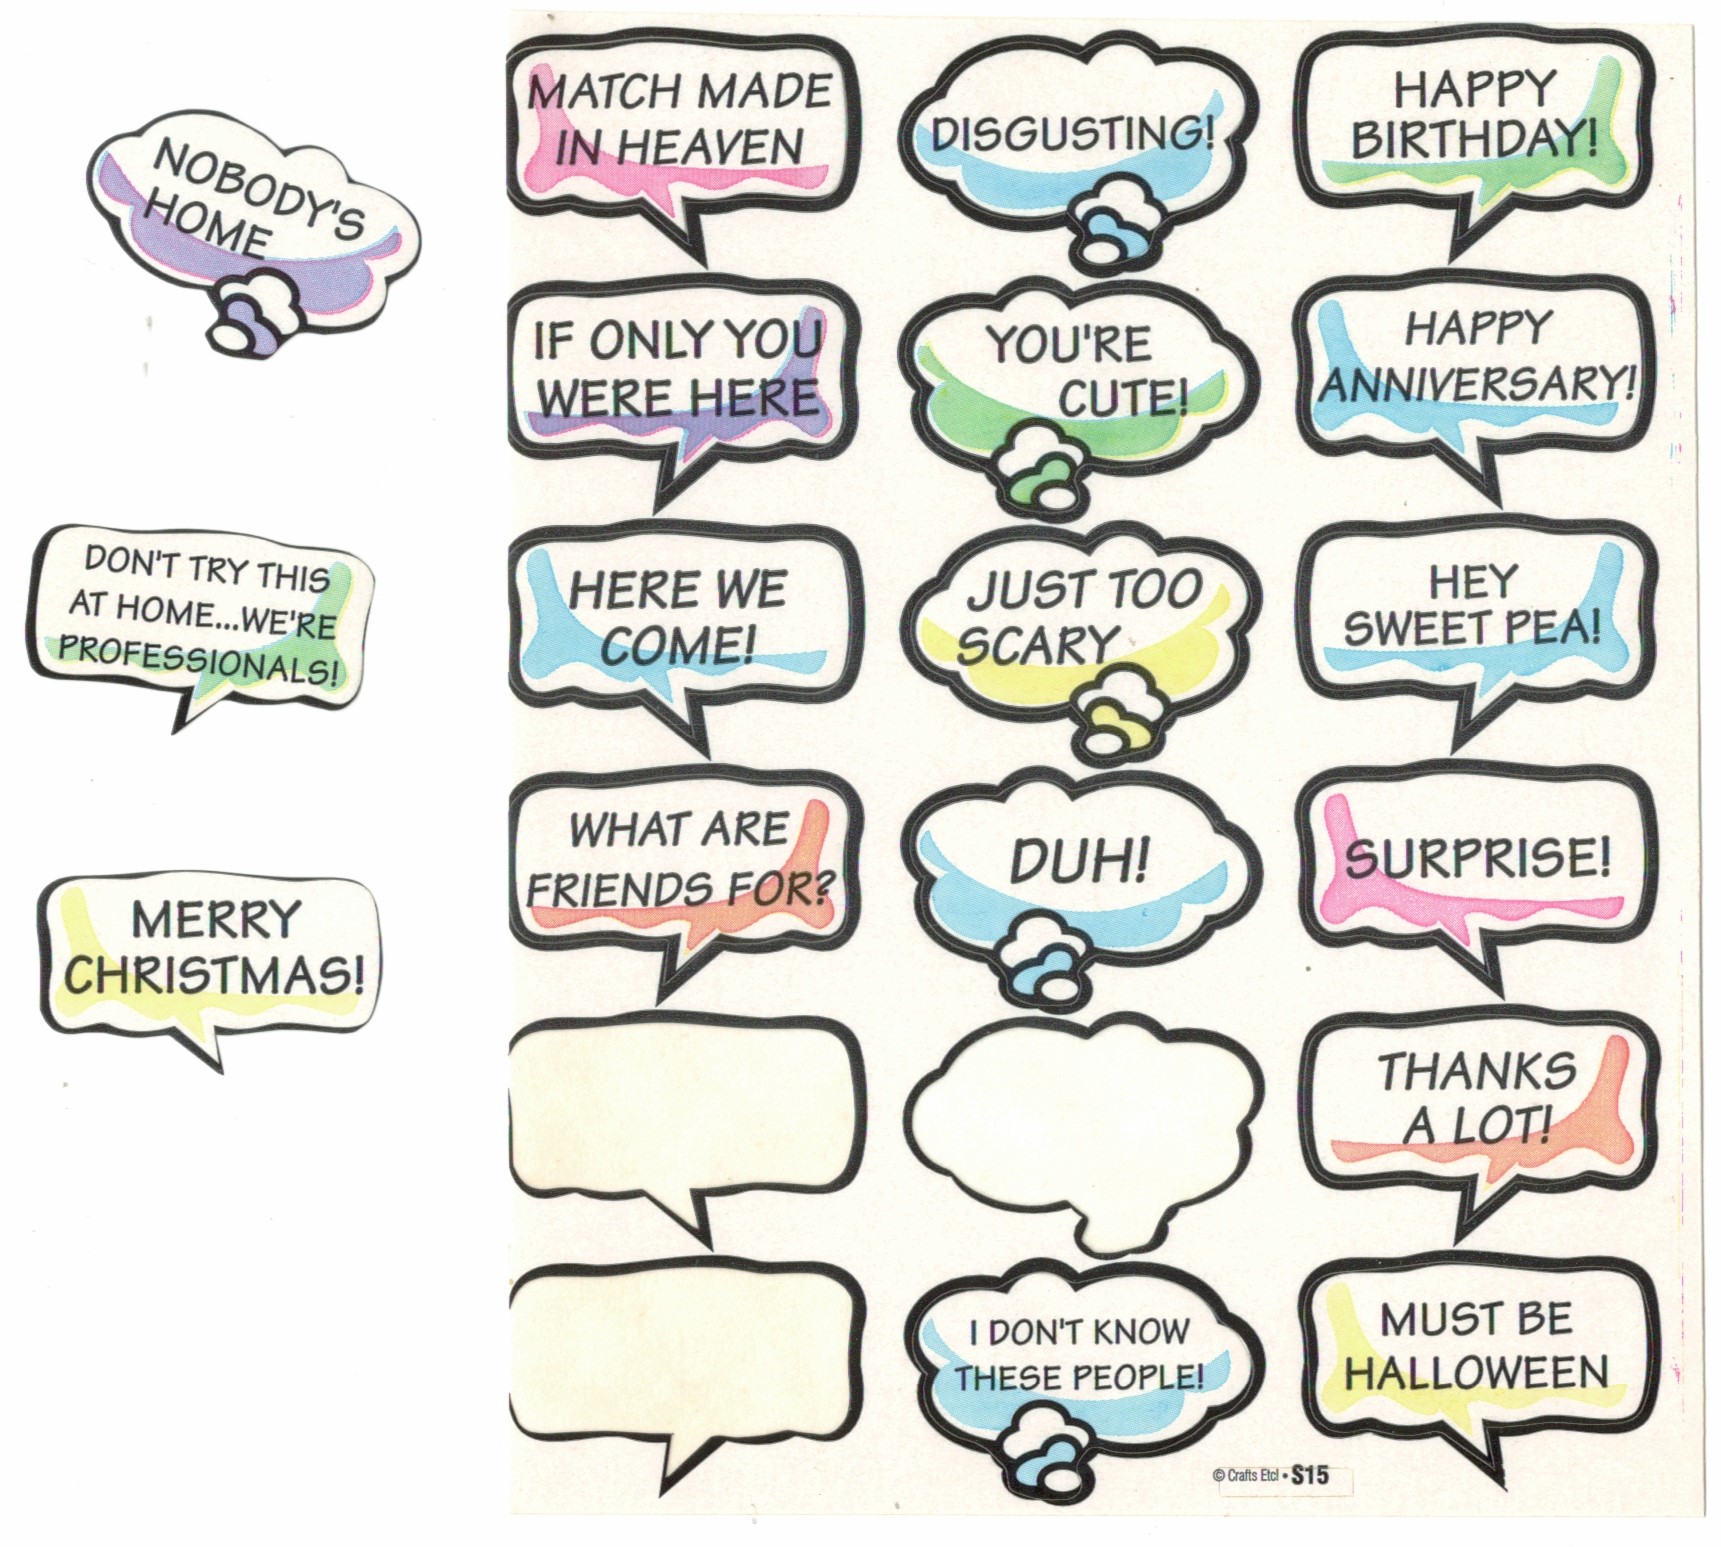 NOBODY'S
HOME
DON'T TRY THIS
AT HOME...WE'RE
PROFESSIONALS!
MERRY
CHRISTMAS!
MATCH MADE
IN HEAVEN
DISGUSTING!
HAPPY
BIRTHDAY!
IF ONLY YOU
WERE HERE
YOU'RE
CUTE!
HAPPY
ANNIVERSARY!
HERE WE
COME!
JUST TOO
SCARY
HEY
SWEET PEA!
WHAT ARE
FRIENDS FOR?
DUH!
SURPRISE!
THANKS
A LOT!
I DON'T KNOW
THESE PEOPLE!
MUST BE
HALLOWEEN
© Crafts Etc! • S15